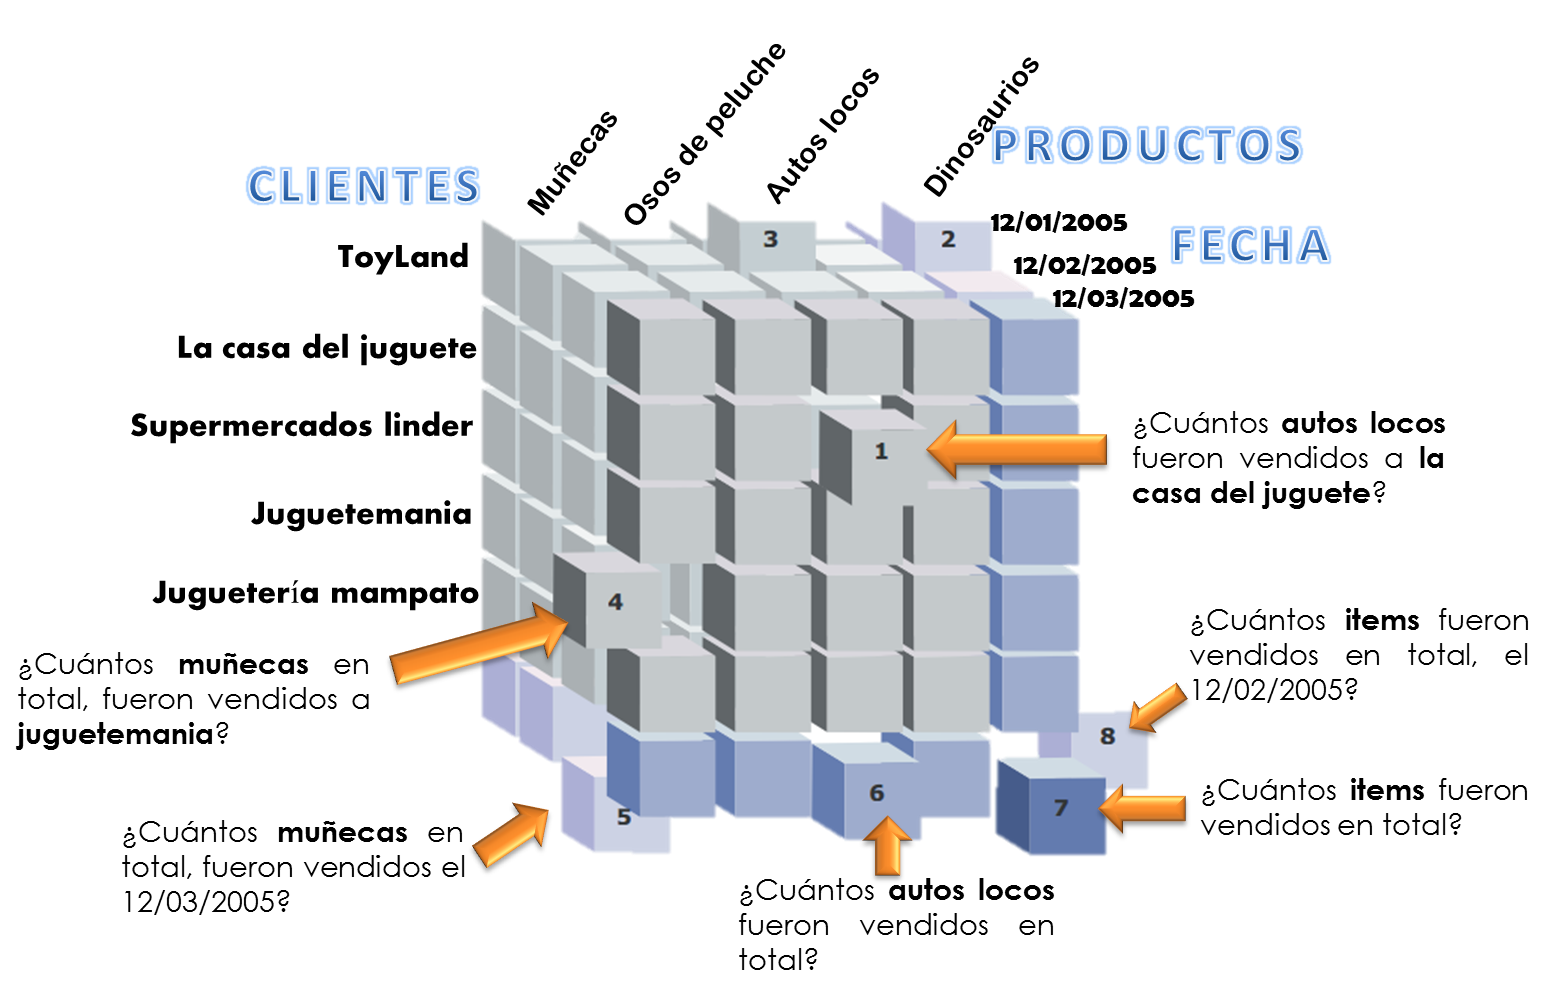 Muñecas
Osos de peluche
Autos locos
Dinosaurios
PRODUCTOS
CLIENTES
12/01/2005
FECHA
12/02/2005
12/03/2005
ToyLand
La casa del juguete
Supermercados linder
Juguetemania
Juguetería mampato
3
2
1
4
5
6
7
8
¿Cuántos autos locos
fueron vendidos a la
casa del juguete?
¿Cuántos muñecas en
total, fueron vendidos a
juguetemania?
¿Cuántos items fueron
vendidos en total, el
12/02/2005?
¿Cuántos items fueron
vendidos en total?
¿Cuántos muñecas en
total, fueron vendidos el
12/03/2005?
¿Cuántos autos locos
fueron vendidos en
total?